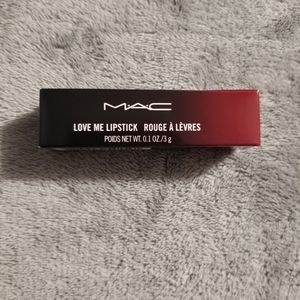 MAC
LOVE ME LIPSTICK ROUGE À LÈVRES
POIDS NET WT. 0.1 OZ./3 g